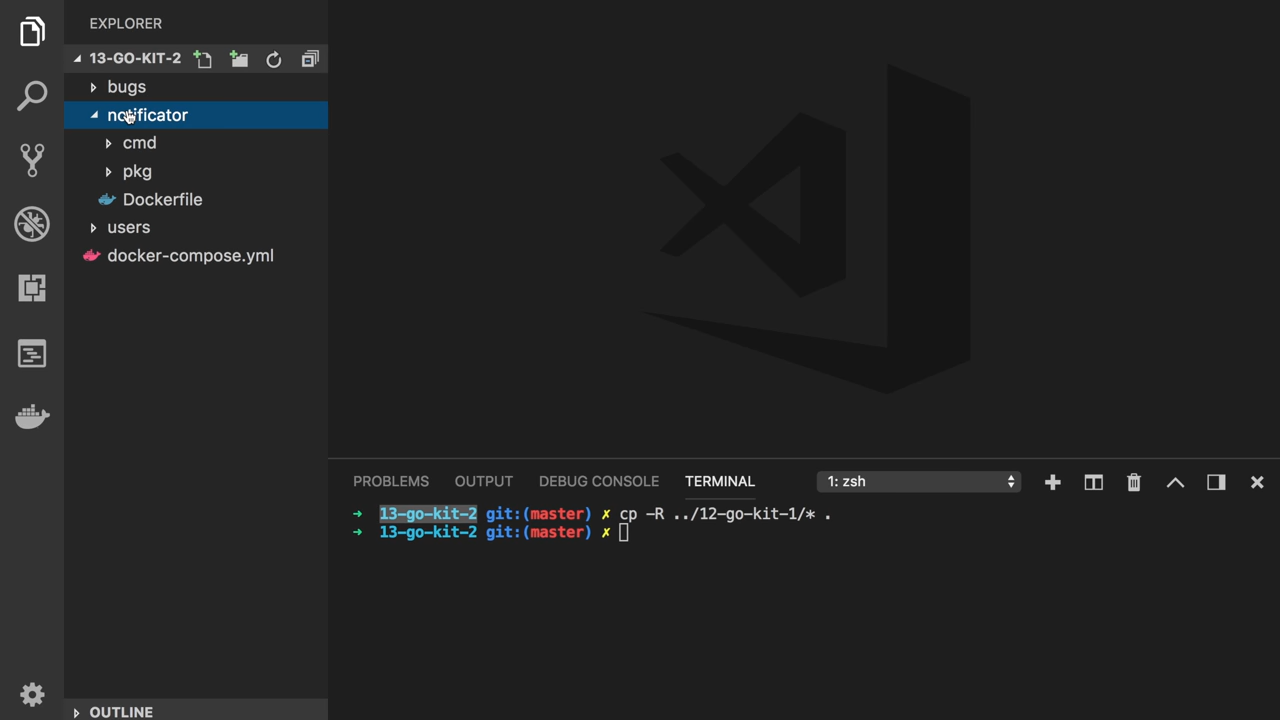 EXPLORER
13-GO-KIT-2
bugs
notificator
cmd
pkg
Dockerfile
users
docker-compose.yml
OUTLINE
PROBLEMS OUTPUT DEBUG CONSOLE TERMINAL 1: zsh
➜ 13-go-kit-2 git:(master) ✗ cp -R ../12-go-kit-1/* .
➜ 13-go-kit-2 git:(master) ✗